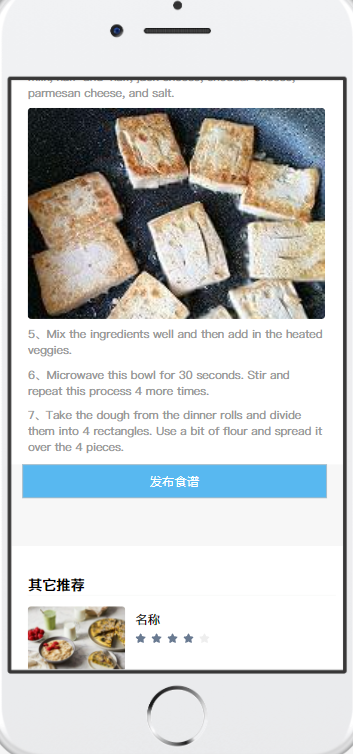 parmesan cheese, and salt.
5、Mix the ingredients well and then add in the heated
veggies.
6、Microwave this bowl for 30 seconds. Stir and
repeat this process 4 more times.
7、Take the dough from the dinner rolls and divide
them into 4 rectangles. Use a bit of flour and spread it
over the 4 pieces.
发布食谱
其它推荐
名称